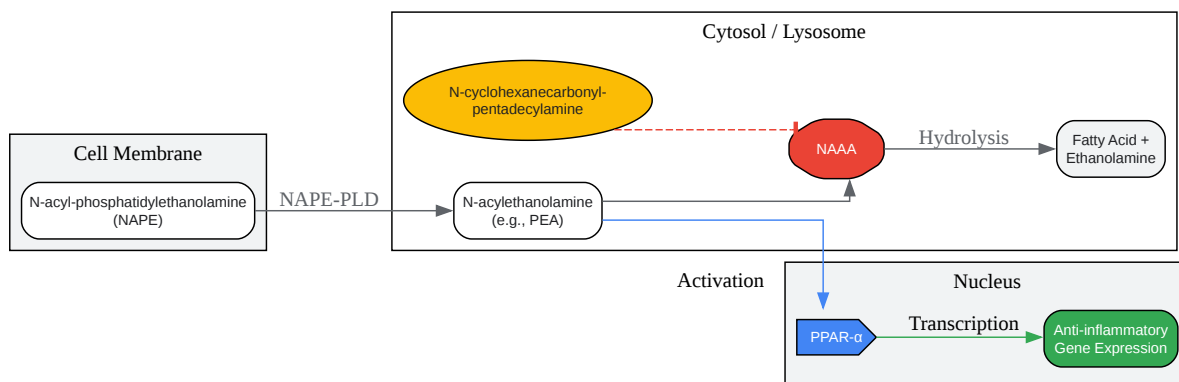 Cytosol / Lysosome
N-cyclohexanecarbonyl-
pentadecylamine
NAAA
Hydrolysis
Fatty Acid +
Ethanolamine
Cell Membrane
N-acyl-phosphatidylethanolamine
(NAPE)
NAPE-PLD
N-acylethanolamine
(e.g., PEA)
Activation
Nucleus
PPAR-α
Transcription
Anti-inflammatory
Gene Expression